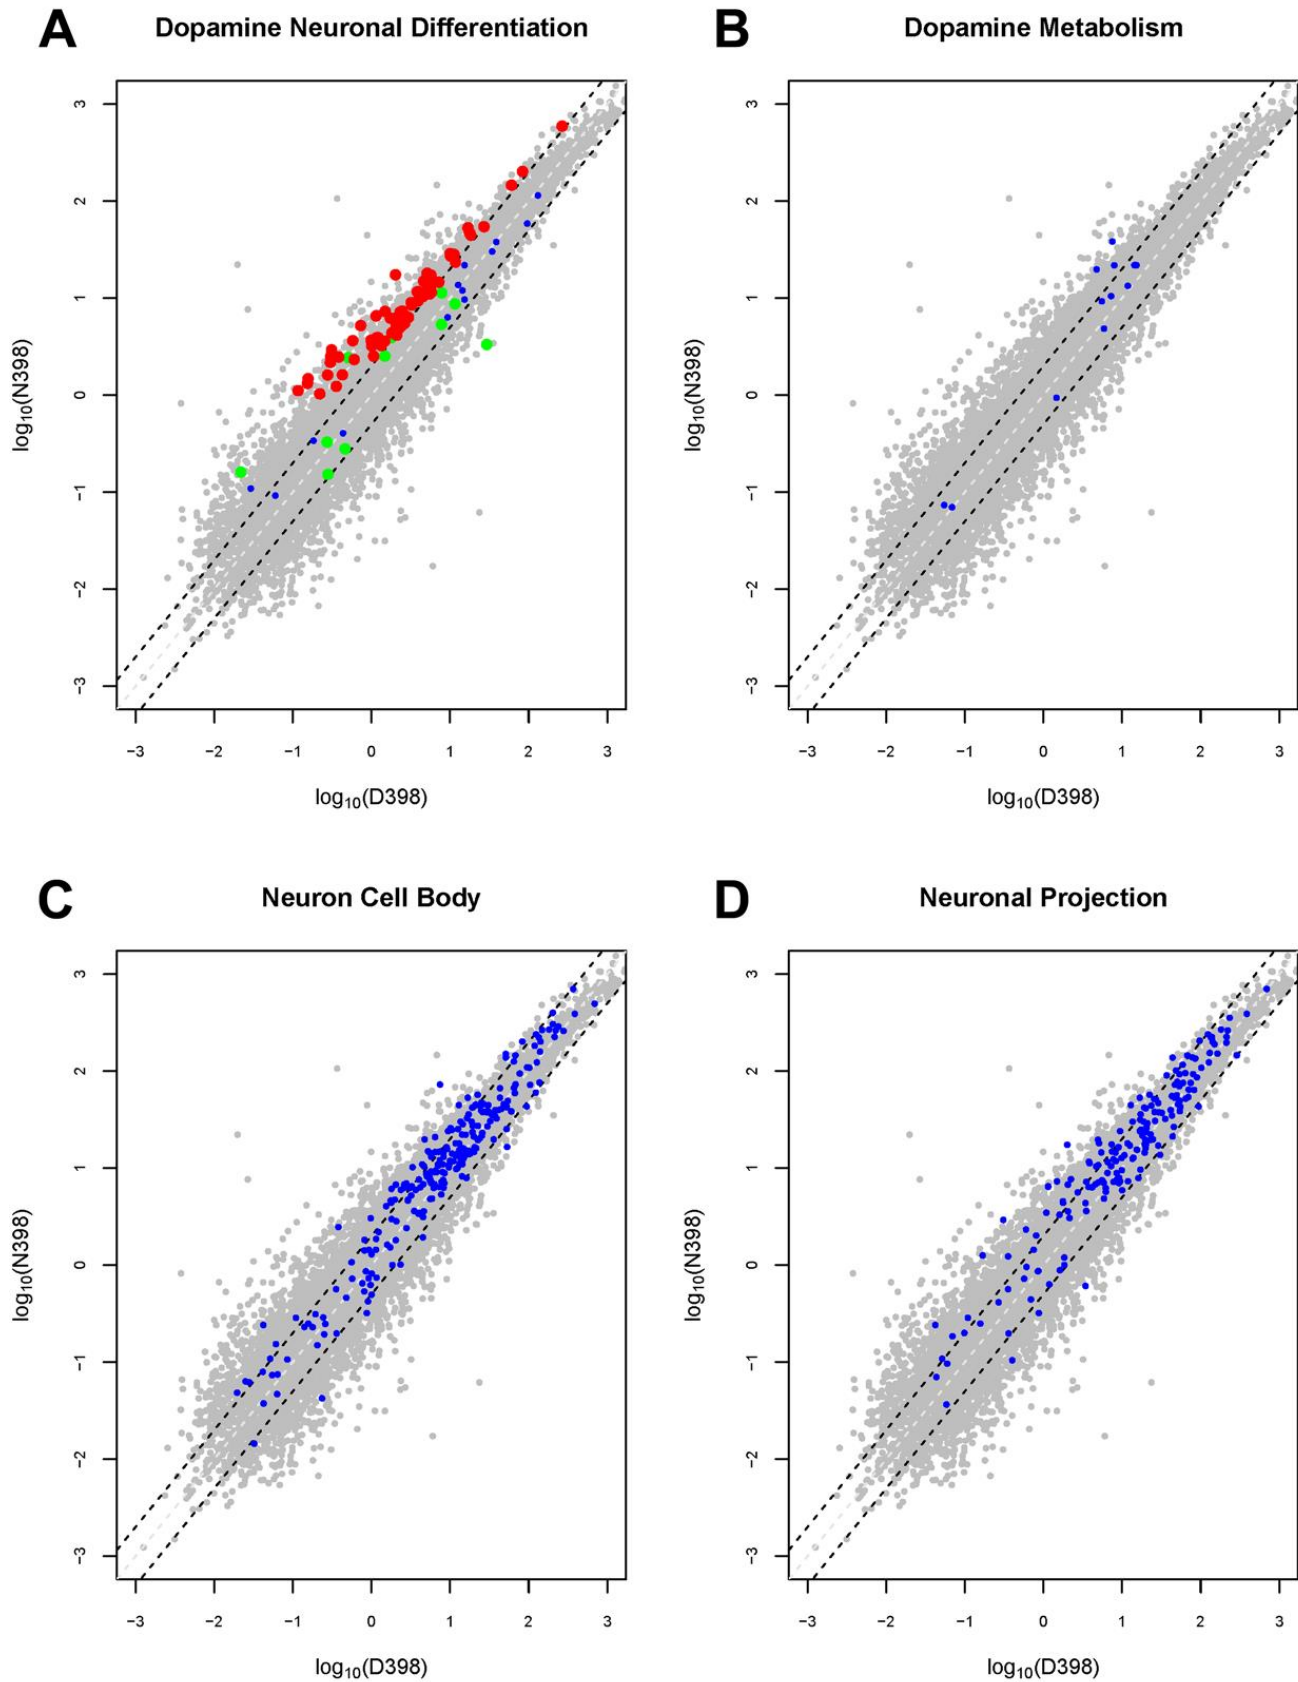 A Dopamine Neuronal Differentiation
3
2
1
0
−1
−2
−3
log10(N398)
−3 −2 −1 0 1 2 3
log10(D398)
B Dopamine Metabolism
3
2
1
0
−1
−2
−3
log10(N398)
−3 −2 −1 0 1 2 3
log10(D398)
C Neuron Cell Body
3
2
1
0
−1
−2
−3
log10(N398)
−3 −2 −1 0 1 2 3
log10(D398)
D Neuronal Projection
3
2
1
0
−1
−2
−3
log10(N398)
−3 −2 −1 0 1 2 3
log10(D398)